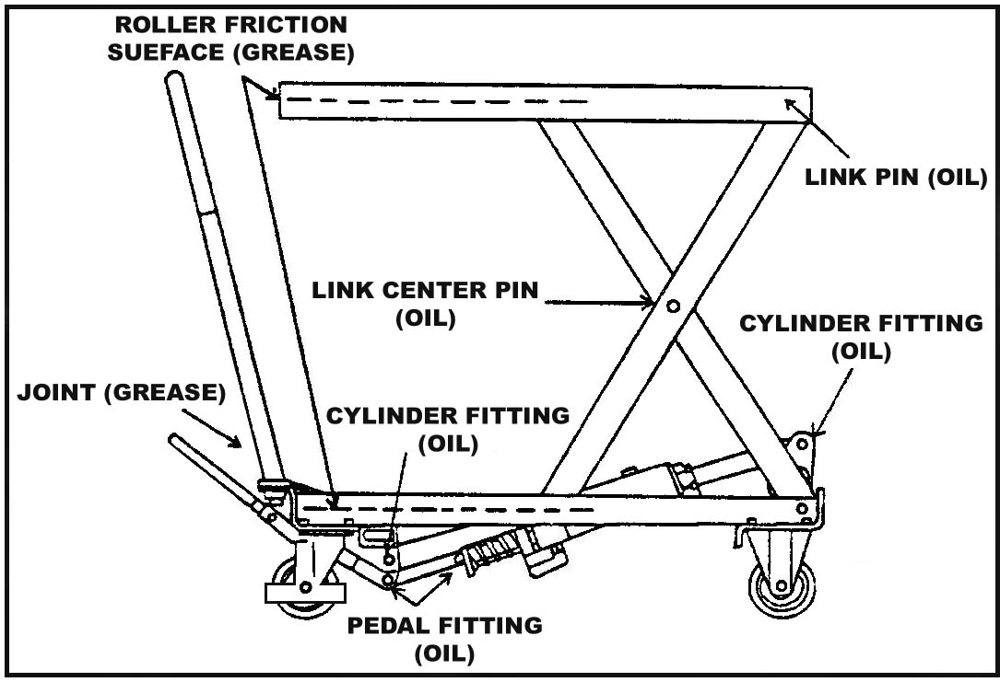 ROLLER FRICTION
SUEFACE (GREASE)
LINK PIN (OIL)
LINK CENTER PIN
(OIL)
CYLINDER FITTING
(OIL)
JOINT (GREASE)
CYLINDER FITTING
(OIL)
PEDAL FITTING
(OIL)